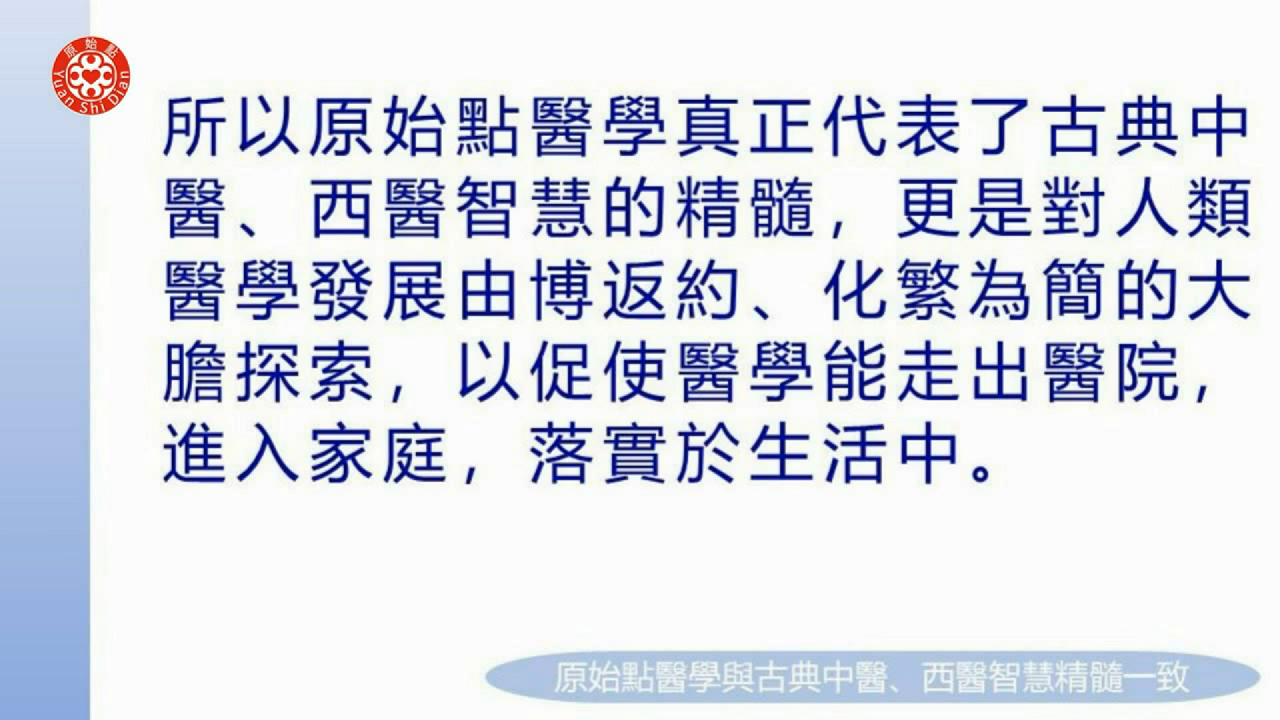 原始點
Yuan Shi Dian
所以原始點醫學真正代表了古典中
醫、西醫智慧的精髓，更是對人類
醫學發展由博返約、化繁為簡的大
膽探索，以促使醫學能走出醫院，
進入家庭，落實於生活中。
原始點醫學與古典中醫、西醫智慧精髓一致